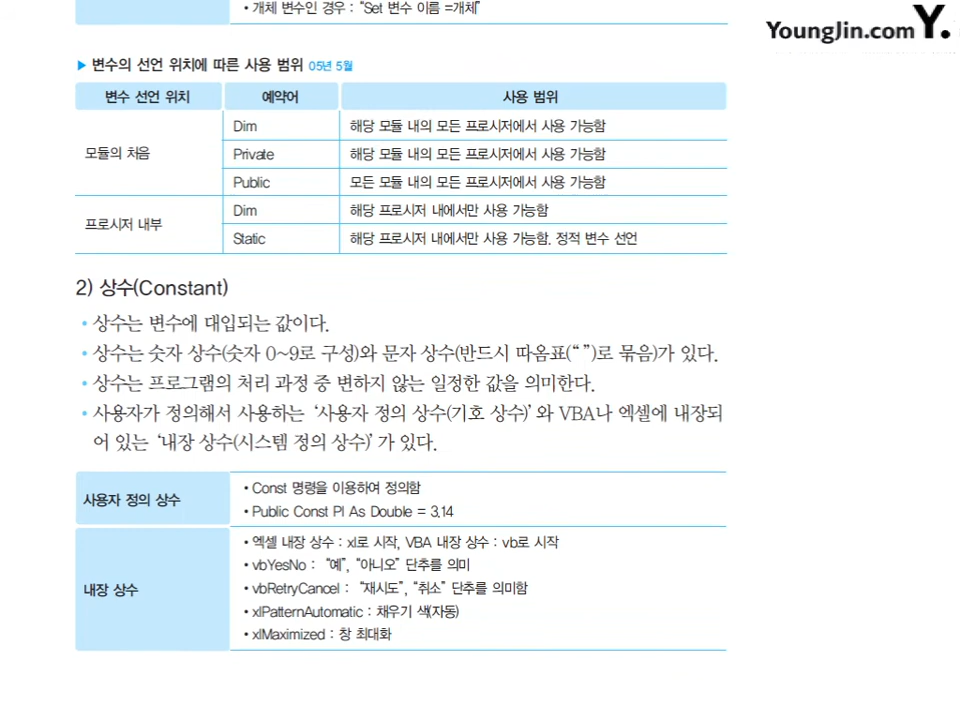 • 개체 변수인 경우 : “Set 변수 이름 =개체”
YoungJin.com Y.
▶ 변수의 선언 위치에 따른 사용 범위 05년 5월
변수 선언 위치 예약어 사용 범위
모듈의 처음
Dim 해당 모듈 내의 모든 프로시저에서 사용 가능함
Private 해당 모듈 내의 모든 프로시저에서 사용 가능함
Public 모든 모듈 내의 모든 프로시저에서 사용 가능함
프로시저 내부
Dim 해당 프로시저 내에서만 사용 가능함
Static 해당 프로시저 내에서만 사용 가능함. 정적 변수 선언
2) 상수(Constant)
• 상수는 변수에 대입되는 값이다.
• 상수는 숫자 상수(숫자 0~9로 구성)와 문자 상수(반드시 따옴표(“ ”)로 묶음)가 있다.
• 상수는 프로그램의 처리 과정 중 변하지 않는 일정한 값을 의미한다.
• 사용자가 정의해서 사용하는 ‘사용자 정의 상수(기호 상수)’와 VBA나 엑셀에 내장되
어 있는 ‘내장 상수(시스템 정의 상수)’가 있다.
사용자 정의 상수
• Const 명령을 이용하여 정의함
• Public Const PI As Double = 3.14
내장 상수
• 엑셀 내장 상수 : xl로 시작, VBA 내장 상수 : vb로 시작
• vbYesNo : “예”, “아니오” 단추를 의미
• vbRetryCancel : “재시도”, “취소” 단추를 의미함
• xlPatternAutomatic : 채우기 색(자동)
• xlMaximized : 창 최대화